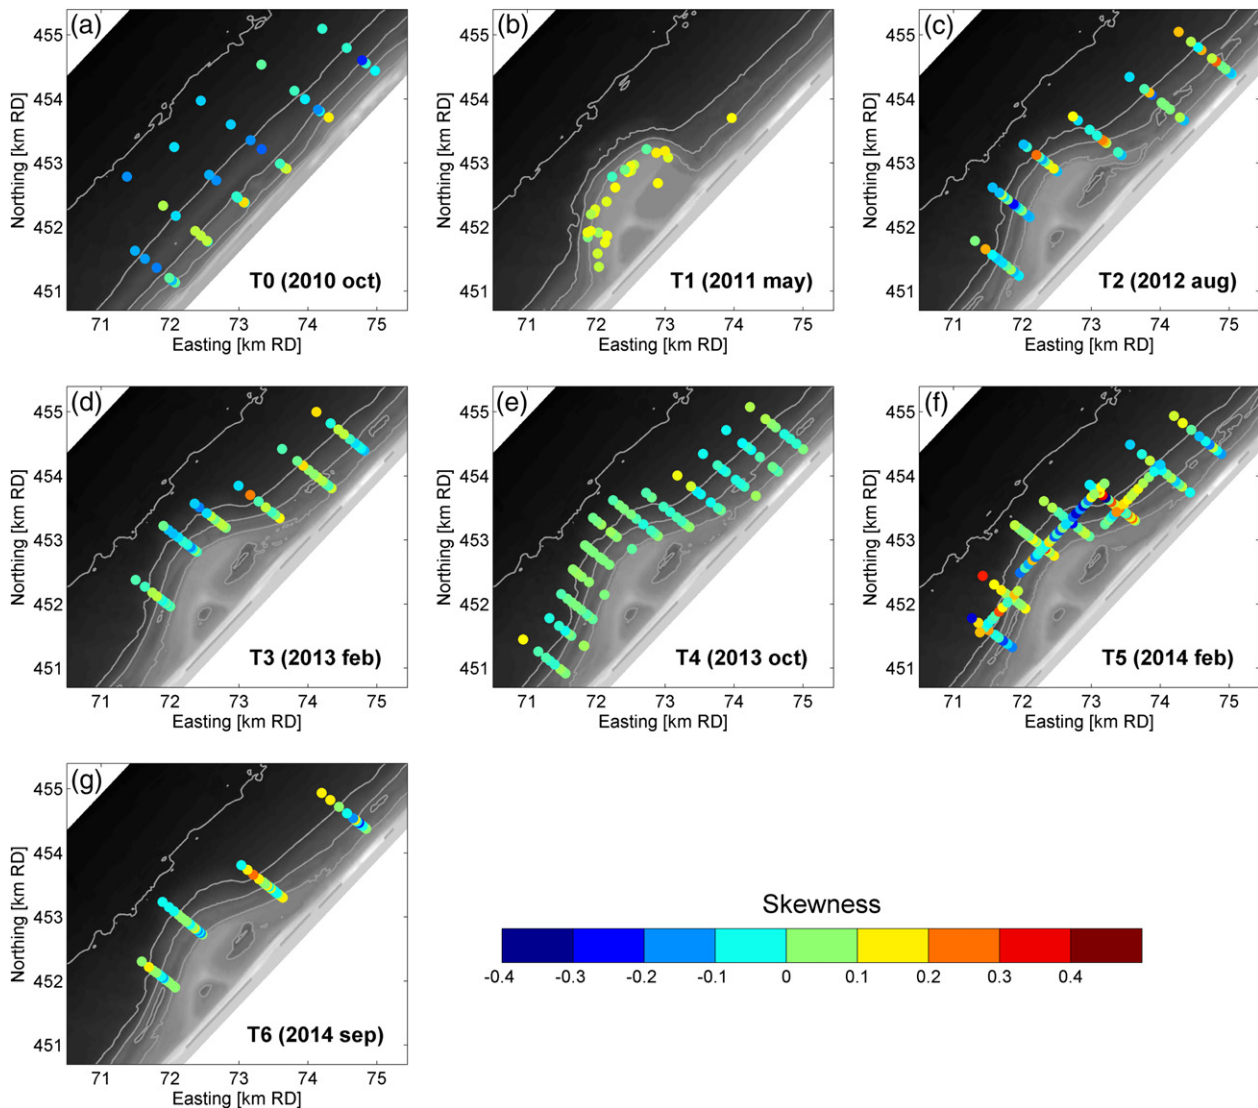 (a)
455
454
453
452
451
Northing [km RD]
T0 (2010 oct)
71 72 73 74 75
Easting [km RD]
(b)
455
454
453
452
451
Northing [km RD]
T1 (2011 may)
71 72 73 74 75
Easting [km RD]
(c)
455
454
453
452
451
Northing [km RD]
T2 (2012 aug)
71 72 73 74 75
Easting [km RD]
(d)
455
454
453
452
451
Northing [km RD]
T3 (2013 feb)
71 72 73 74 75
Easting [km RD]
(e)
455
454
453
452
451
Northing [km RD]
T4 (2013 oct)
71 72 73 74 75
Easting [km RD]
(f)
455
454
453
452
451
Northing [km RD]
T5 (2014 feb)
71 72 73 74 75
Easting [km RD]
(g)
455
454
453
452
451
Northing [km RD]
T6 (2014 sep)
71 72 73 74 75
Easting [km RD]
Skewness
-0.4 -0.3 -0.2 -0.1 0 0.1 0.2 0.3 0.4